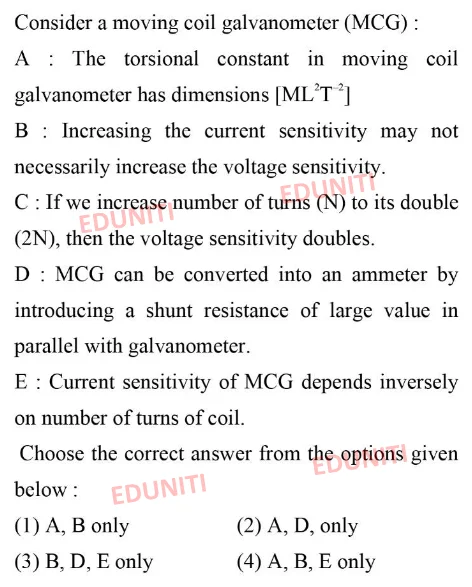 Consider a moving coil galvanometer (MCG) :
A : The torsional constant in moving coil
galvanometer has dimensions [ML²T⁻²]
B : Increasing the current sensitivity may not
necessarily increase the voltage sensitivity.
EDUNITI
C : If we increase number of turns (N) to its double
EDUNITI
(2N), then the voltage sensitivity doubles.
D : MCG can be converted into an ammeter by
introducing a shunt resistance of large value in
parallel with galvanometer.
E : Current sensitivity of MCG depends inversely
on number of turns of coil.
Choose the correct answer from the options given
EDUNITI
below :
EDUNITI
(1) A, B only (2) A, D, only
(3) B, D, E only (4) A, B, E only